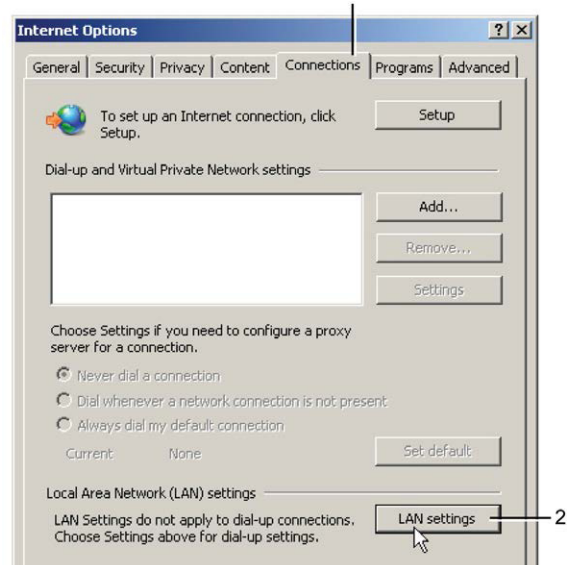 Internet Options
General Security Privacy Content Connections Programs Advanced
To set up an Internet connection, click
Setup.
Setup
Dial-up and Virtual Private Network settings
Add...
Remove...
Settings
Choose Settings if you need to configure a proxy
server for a connection.
Never dial a connection
Dial whenever a network connection is not present
Always dial my default connection
Current None
Set default
Local Area Network (LAN) settings
LAN Settings do not apply to dial-up connections.
Choose Settings above for dial-up settings.
LAN settings
2